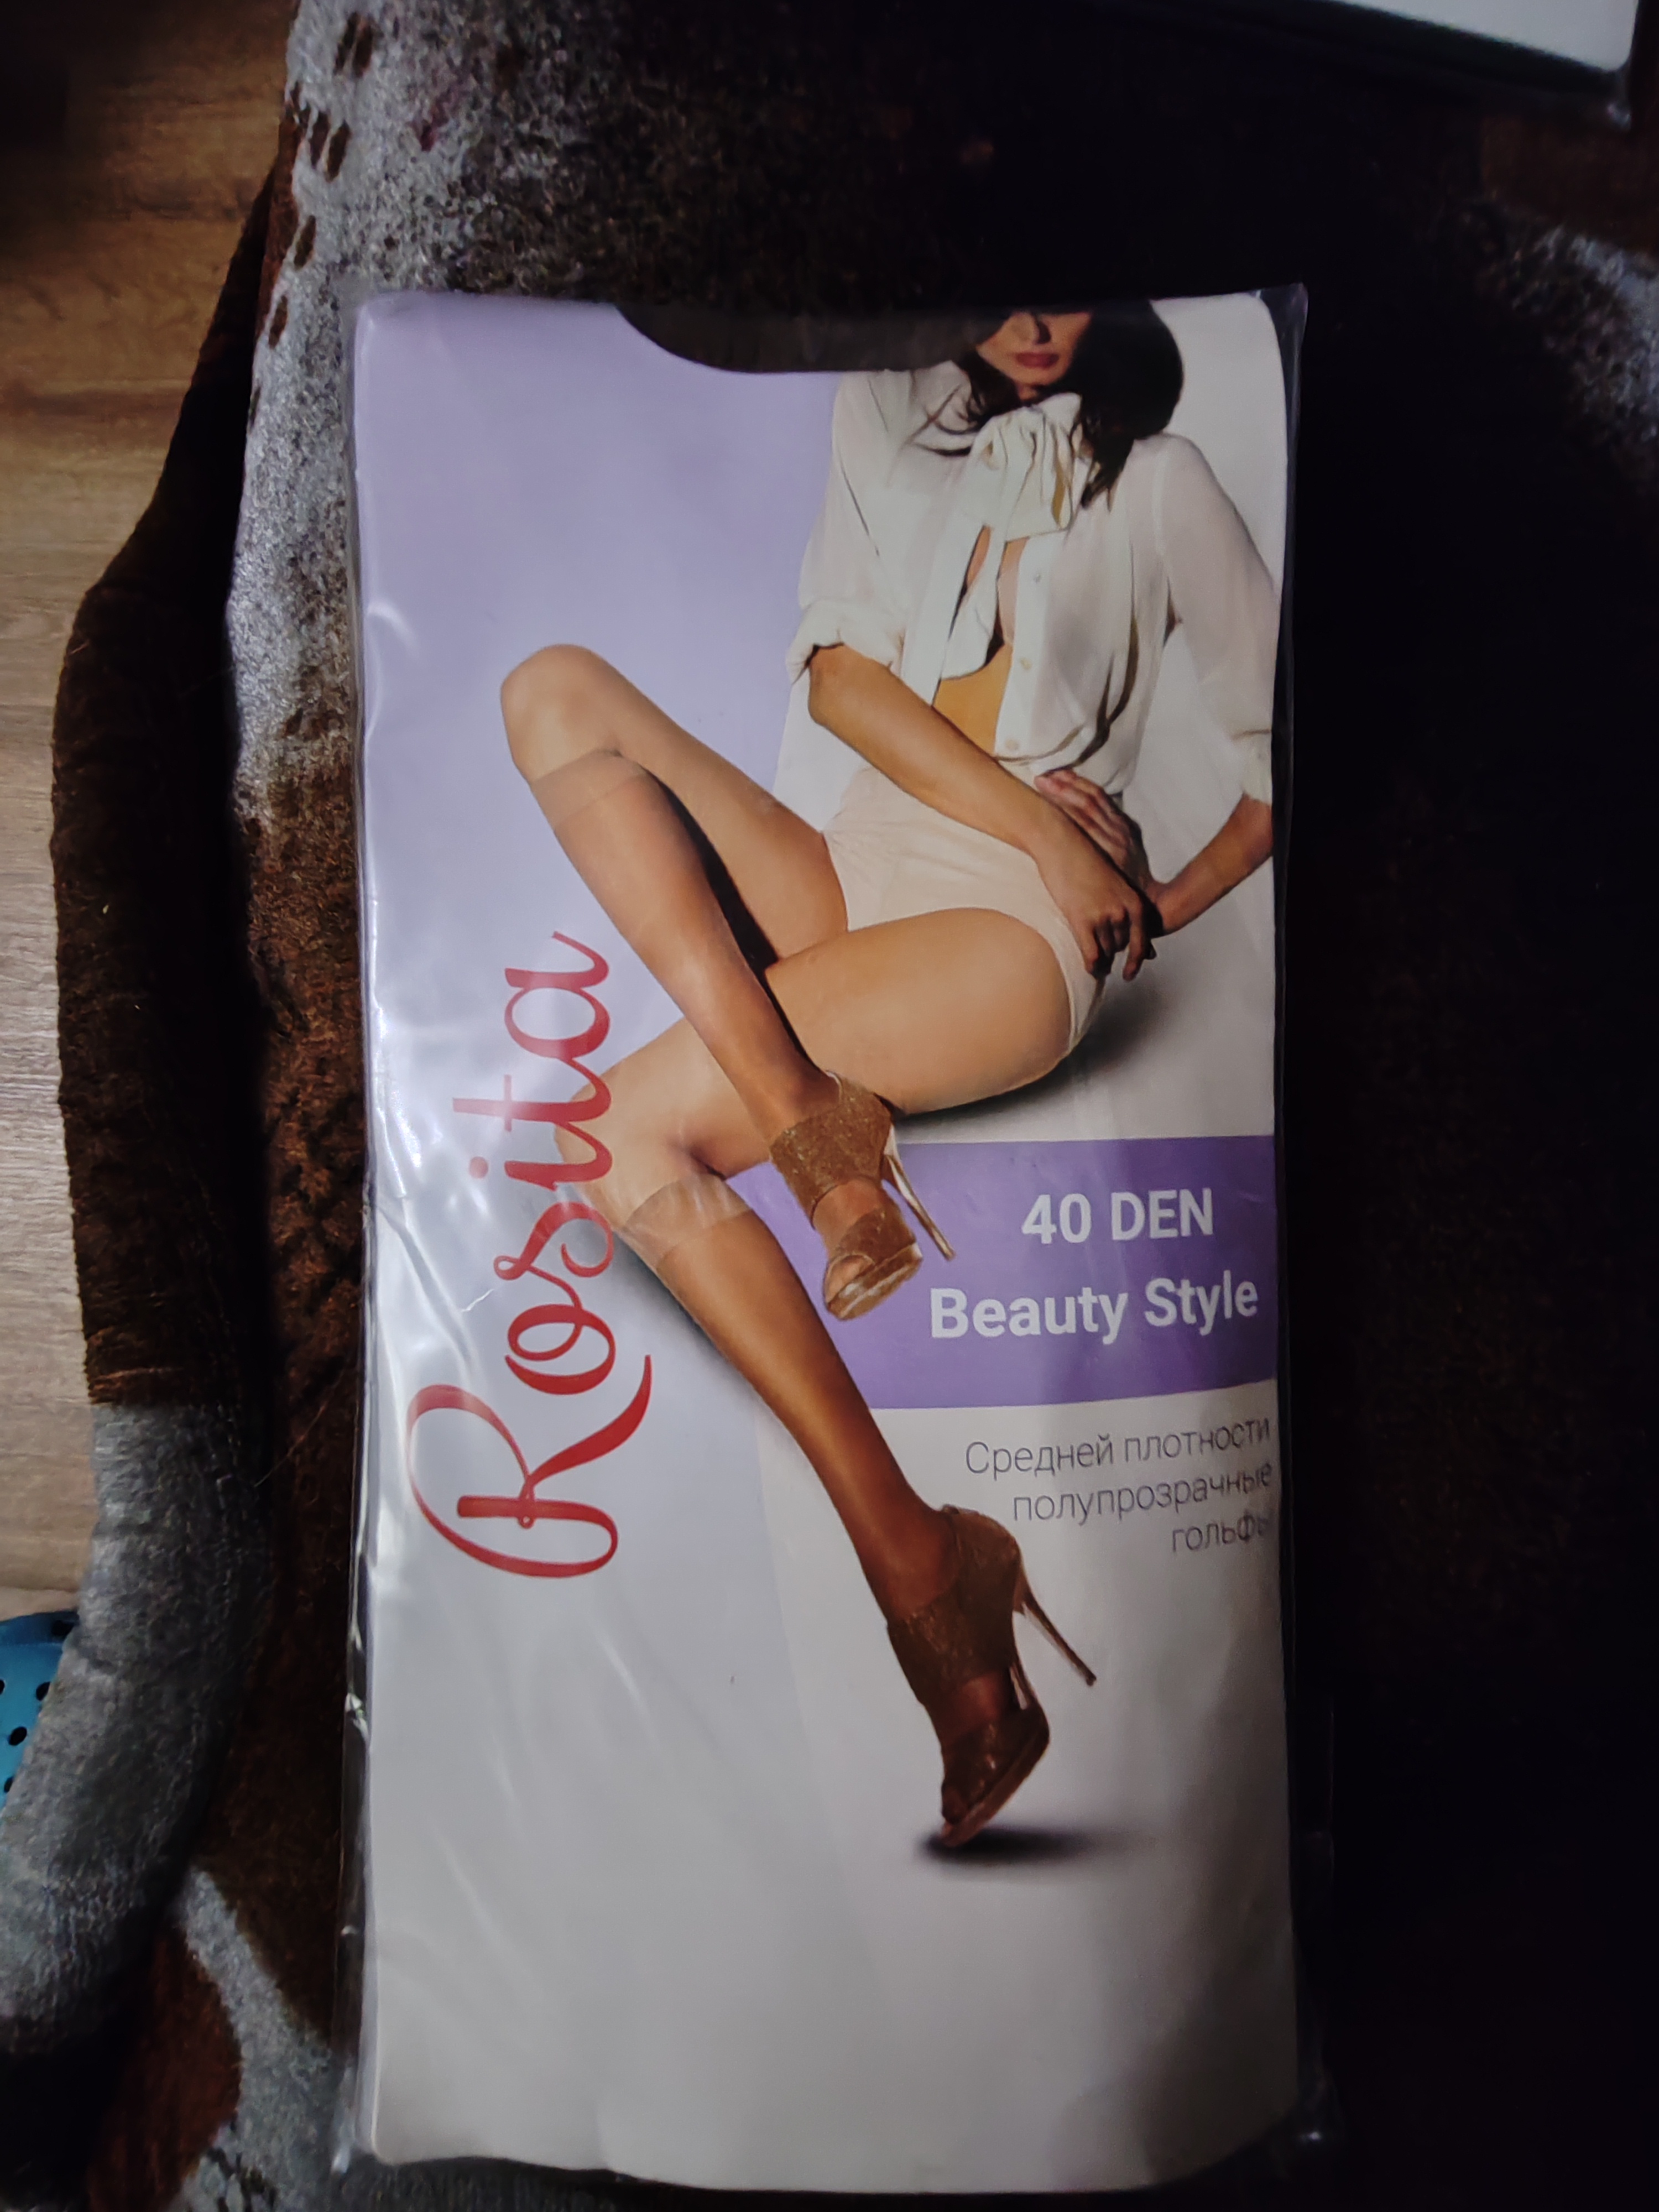 Rosita
40 DEN
Beauty Style
Средней плотности
полупрозрачные
гольфы